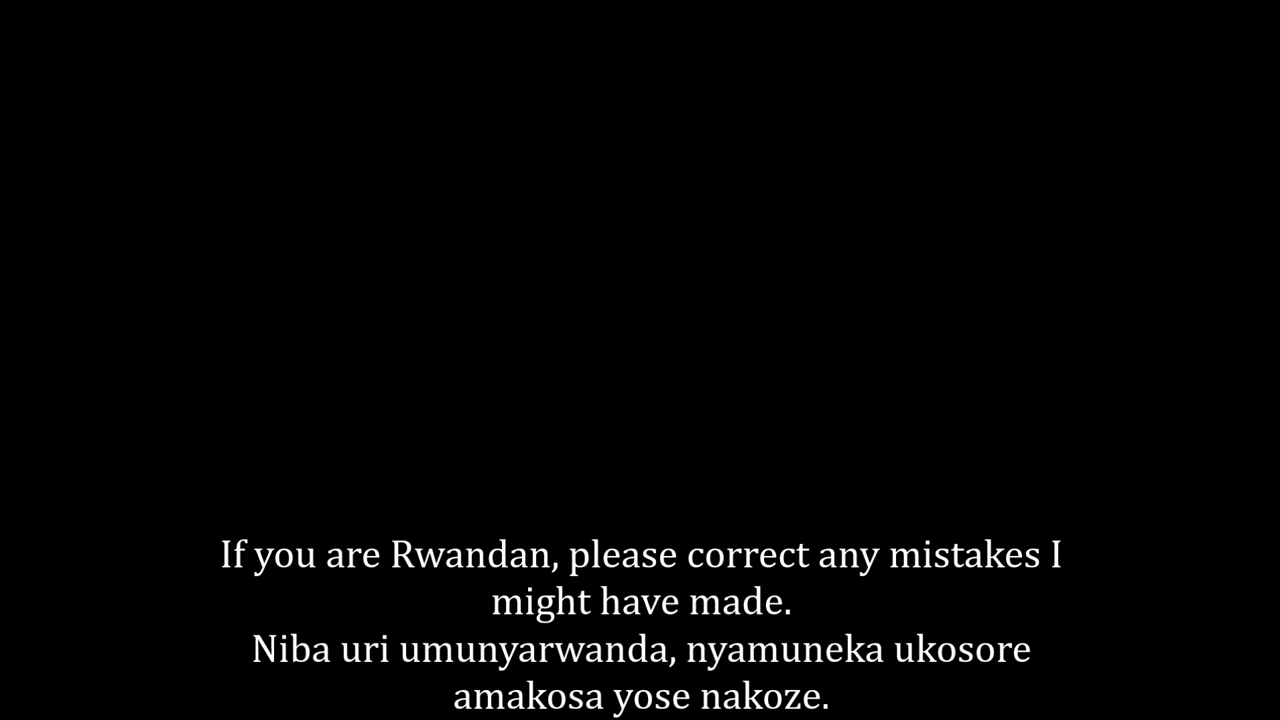 If you are Rwandan, please correct any mistakes I
might have made.
Niba uri umunyarwanda, nyamuneka ukosore
amakosa yose nakoze.